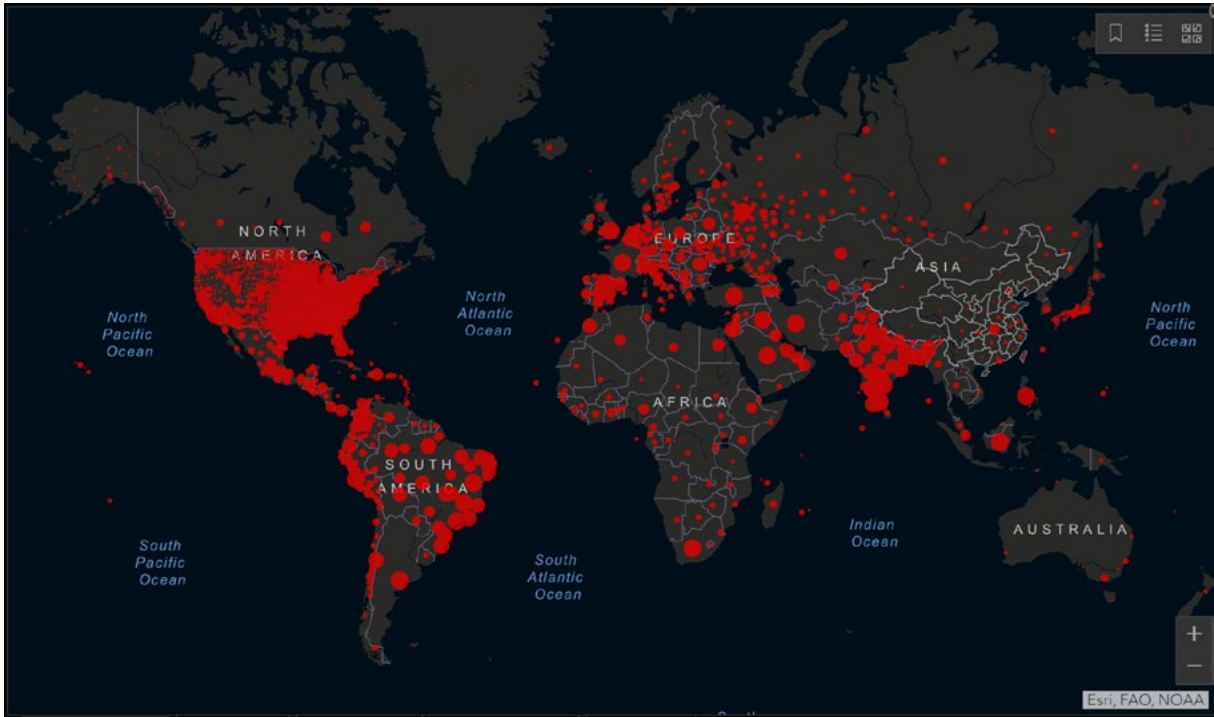 NORTH
AMERICA
EUROPE
ASIA
North
Pacific
Ocean
North
Atlantic
Ocean
North
Pacific
Ocean
AFRICA
SOUTH
AMERICA
South
Pacific
Ocean
South
Atlantic
Ocean
Indian
Ocean
AUSTRALIA
+
−
Esri, FAO, NOAA